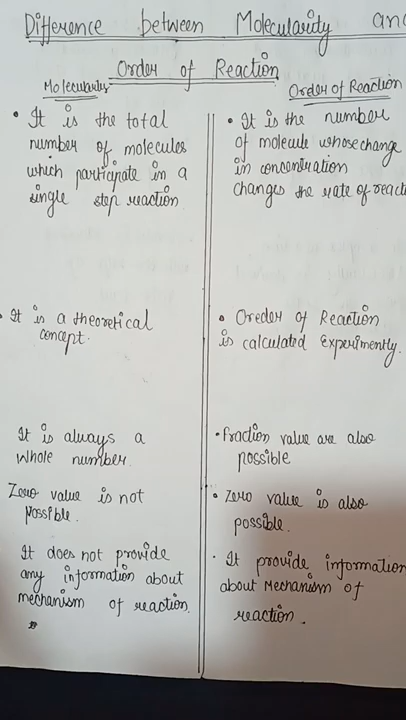 Difference between Molecularity and
Order of Reaction
Molecularity
• It is the total
number of molecules
which participate in a
single step reaction
• It is a theoretical
concept.
It is always a
whole number
Zero value is not
possible.
It does not provide
any information about
mechanism of reaction.
Order of Reaction
• It is the number
of molecule whose change
in concentration
changes the rate of react
• Oreder of Reaction
is calculated Experimently.
• Fraction value are also
possible
• Zero value is also
possible.
• It provide information
about Mechanism of
reaction.